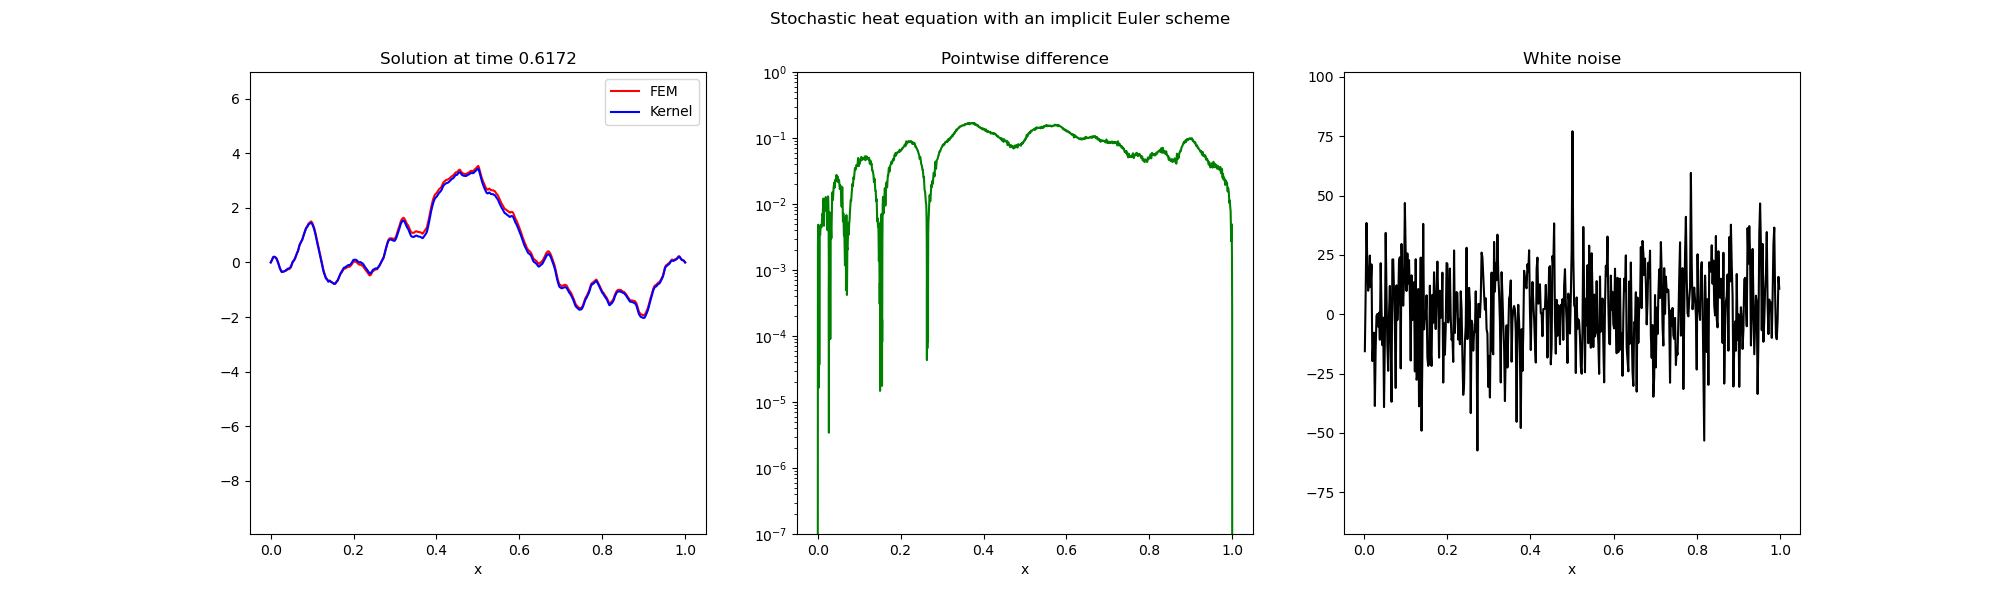 Stochastic heat equation with an implicit Euler scheme
Solution at time 0.6172
6
4
2
0
−2
−4
−6
−8
0.0 0.2 0.4 0.6 0.8 1.0
x
FEM
Kernel
Pointwise difference
10⁰
10⁻¹
10⁻²
10⁻³
10⁻⁴
10⁻⁵
10⁻⁶
10⁻⁷
0.0 0.2 0.4 0.6 0.8 1.0
x
White noise
100
75
50
25
0
−25
−50
−75
0.0 0.2 0.4 0.6 0.8 1.0
x